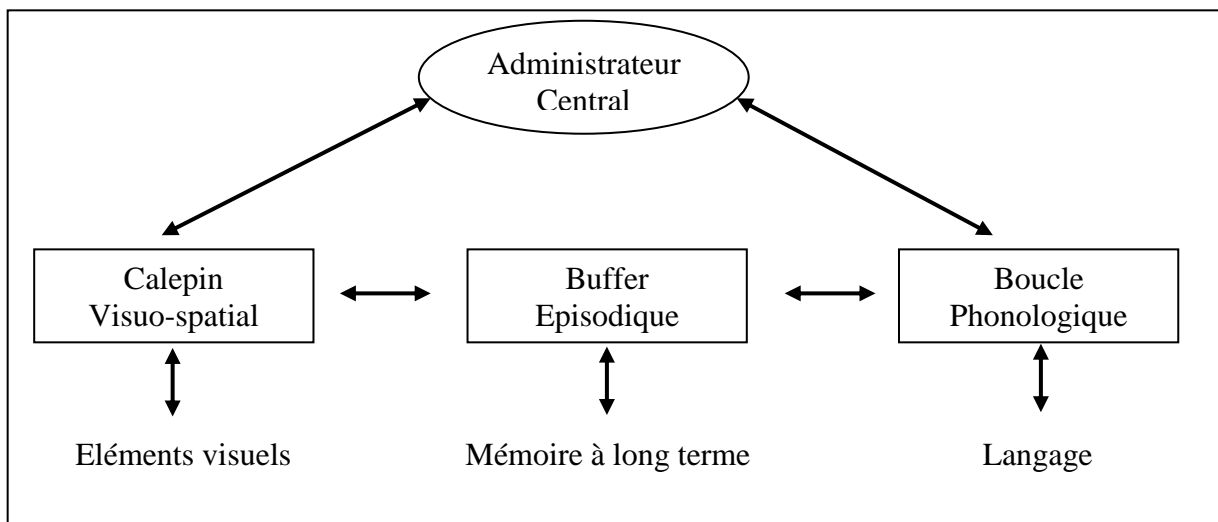 Administrateur
Central
Calepin
Visuo-spatial
Buffer
Episodique
Boucle
Phonologique
Eléments visuels
Mémoire à long terme
Langage